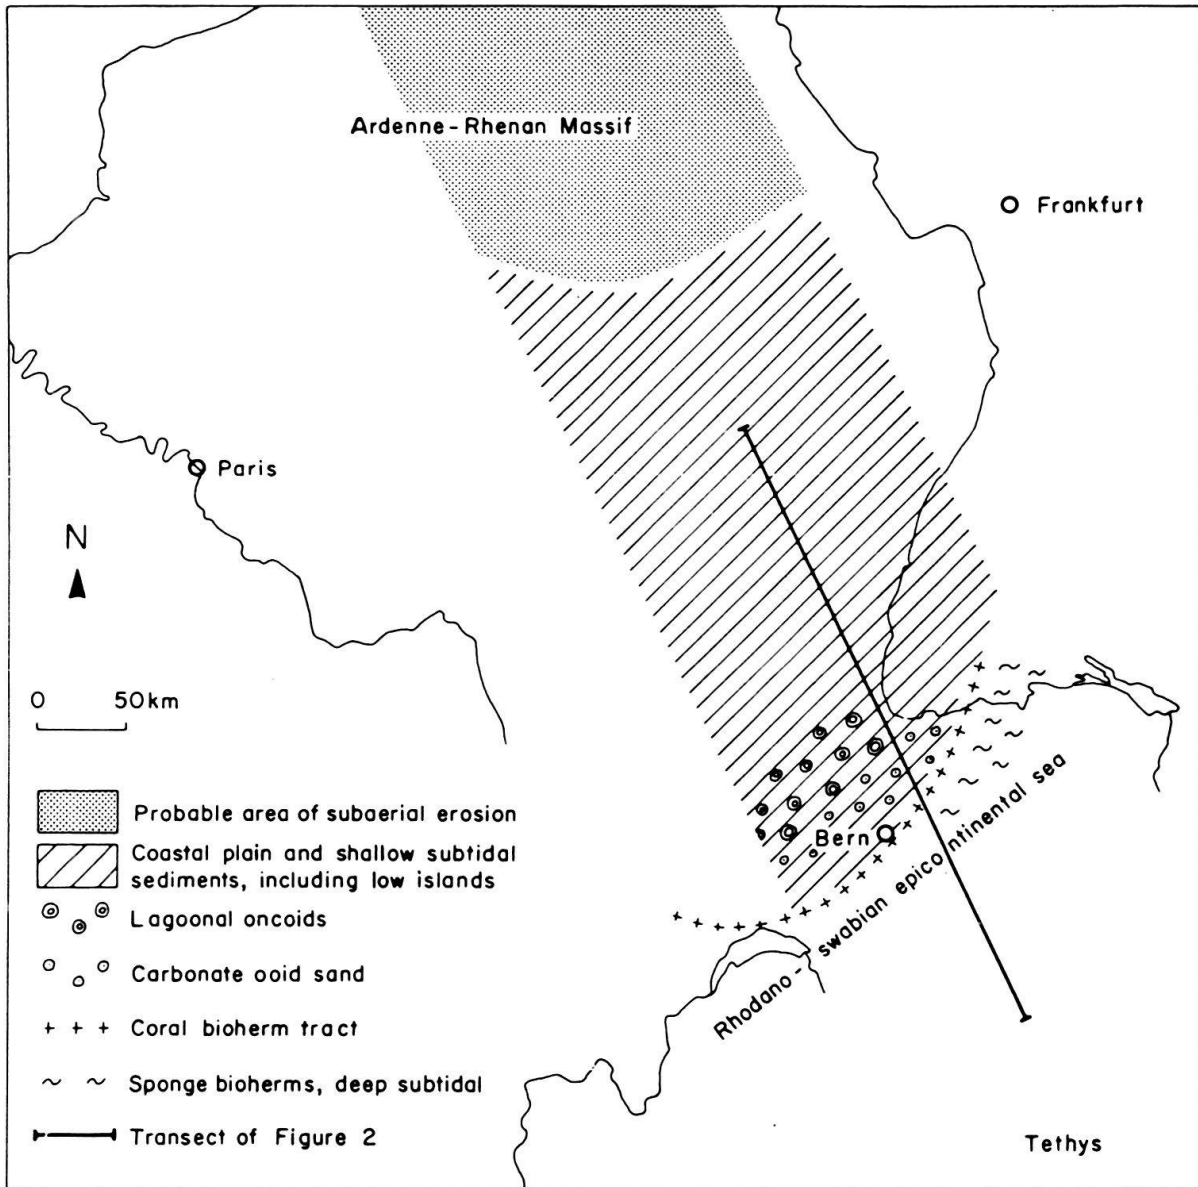 Ardenne-Rhenan Massif
Frankfurt
Paris
N
0 50 km
Bern
Rhodano - swabian epicontinental sea
Probable area of subaerial erosion
Coastal plain and shallow subtidal
sediments, including low islands
Lagoonal oncoids
Carbonate ooid sand
Coral bioherm tract
Sponge bioherms, deep subtidal
Transect of Figure 2
Tethys